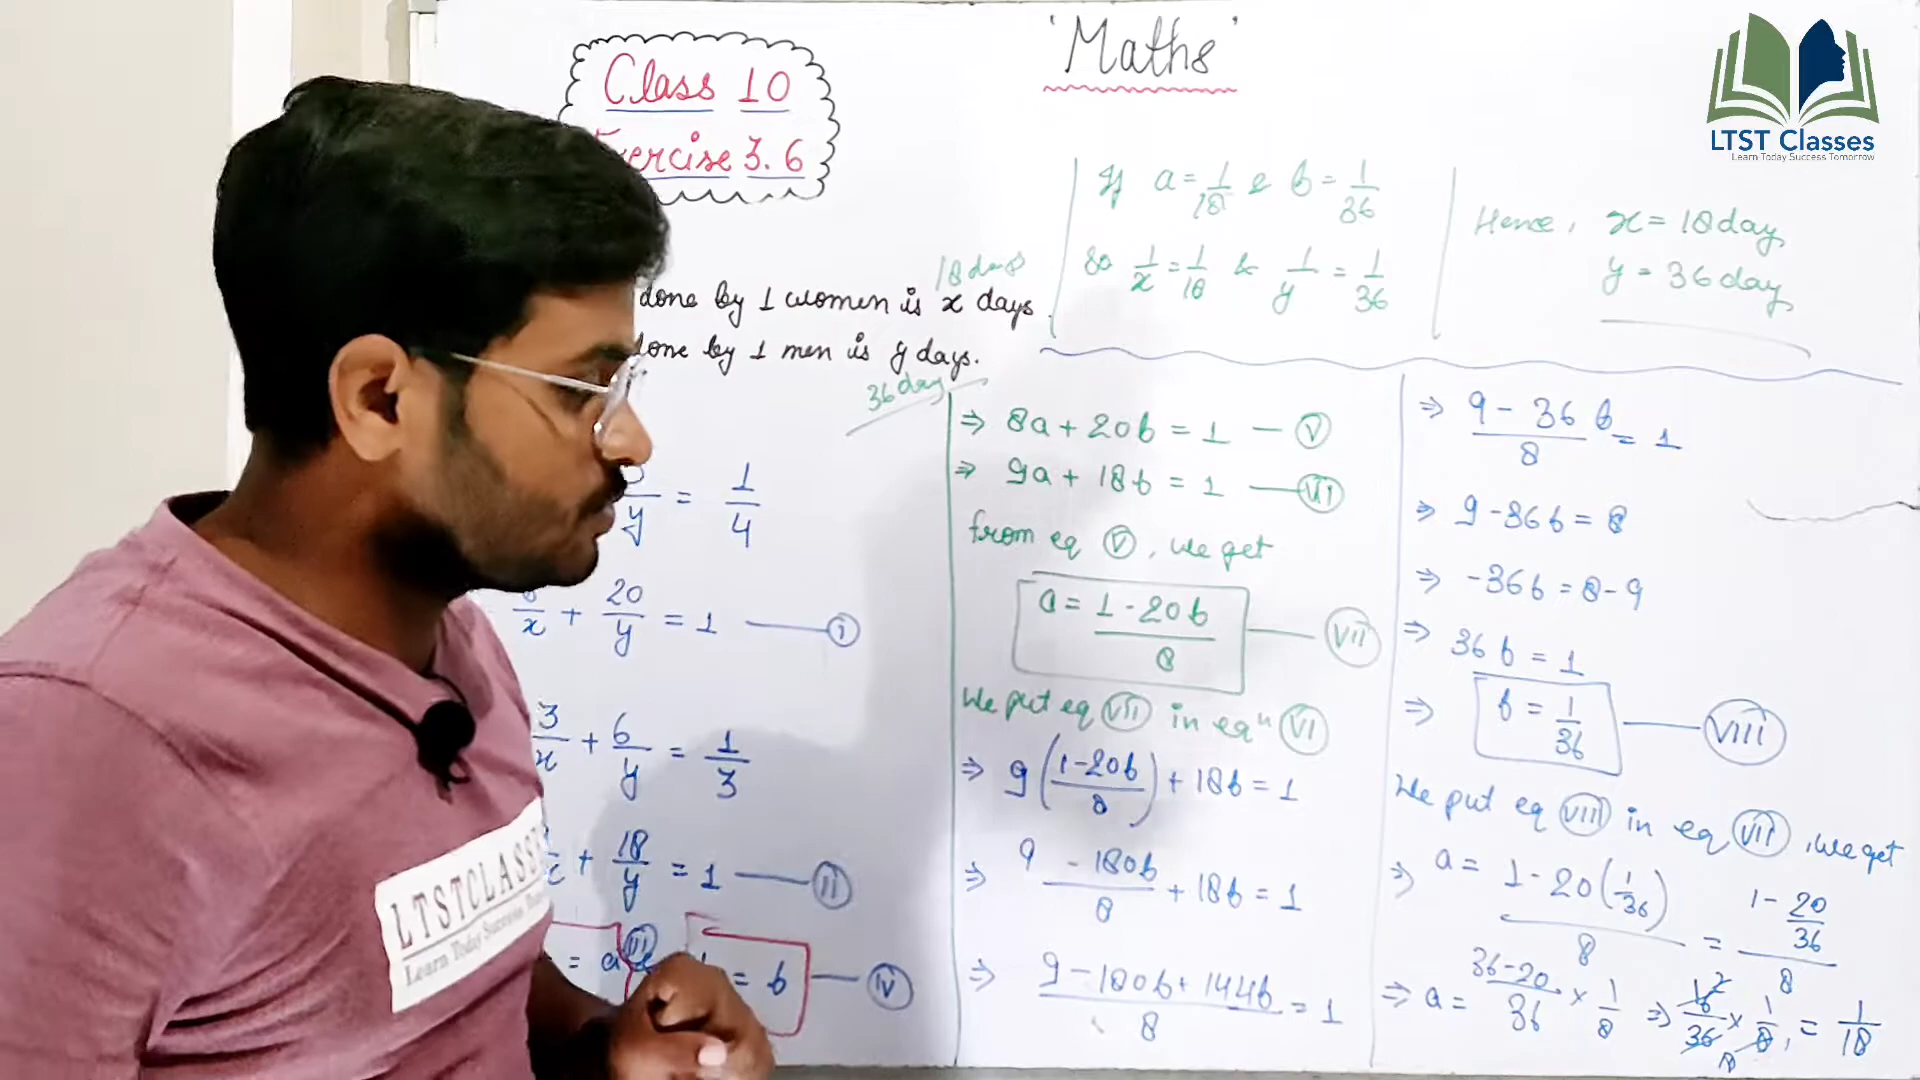 'Maths'
Class 10
Exercise 3.6
LTST Classes
Learn Today Success Tomorrow
If a = 1/18 & b = 1/36
so 1/x = 1/18 & 1/y = 1/36
Hence, x = 18 day
y = 36 day
18 days
done by 1 women is x days
done by 1 men is y days.
36 day
/y = 1/4
8/x + 20/y = 1 — (i)
3/x + 6/y = 1/3
+ 18/y = 1 — (ii)
= a (iii)
= b — (iv)
⇒ 8a + 20b = 1 — (V)
⇒ 9a + 18b = 1 — (VI)
from eq (V), we get
a = (1 - 20b)/8 — (VII)
We put eq (VII) in eqⁿ (VI)
⇒ 9((1-20b)/8) + 18b = 1
⇒ (9 - 180b)/8 + 18b = 1
⇒ (9 - 180b + 144b)/8 = 1
⇒ (9 - 36b)/8 = 1
⇒ 9 - 36b = 8
⇒ -36b = 8 - 9
⇒ 36b = 1
⇒ b = 1/36 — (VIII)
We put eq (VIII) in eq (VII), we get
⇒ a = (1 - 20(1/36))/8 = (1 - 20/36)/8
⇒ a = (36-20)/36 × 1/8 ⇒ 16/36 × 1/8 = 1/18
LTSTCLASSES
Learn Today Success